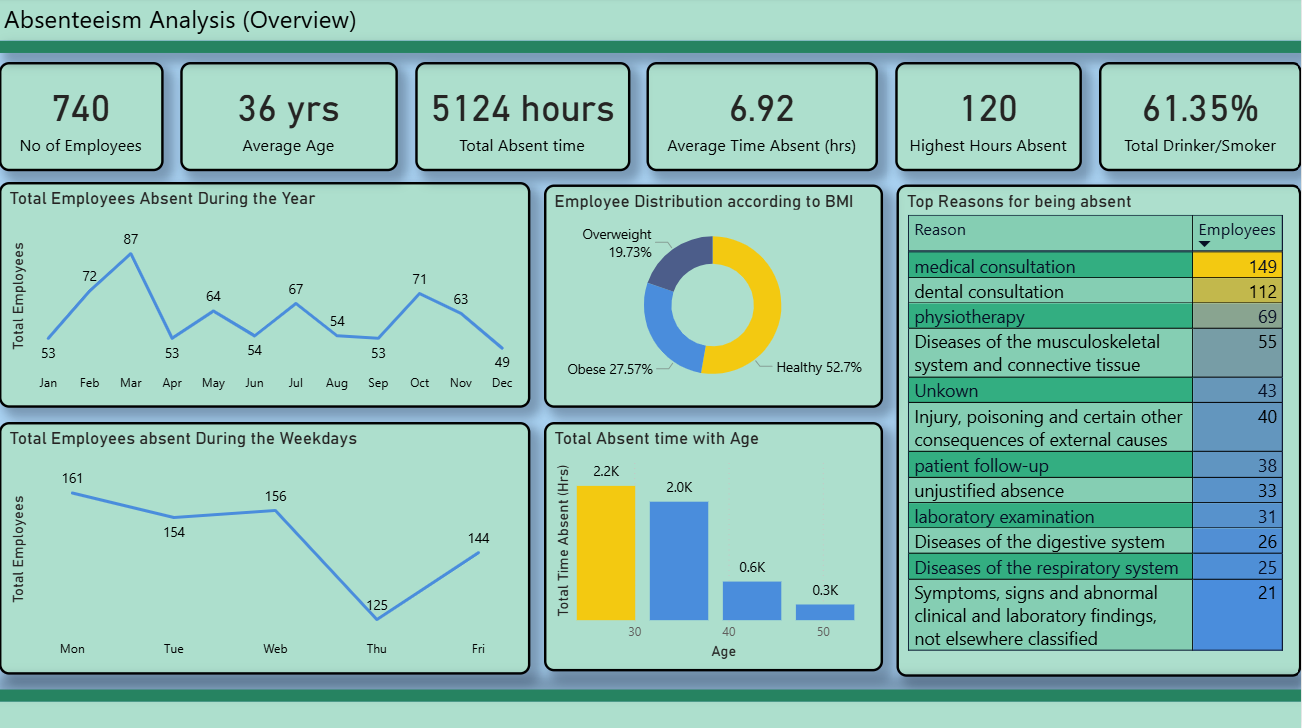 Absenteeism Analysis (Overview)
740
No of Employees
36 yrs
Average Age
5124 hours
Total Absent time
6.92
Average Time Absent (hrs)
120
Highest Hours Absent
61.35%
Total Drinker/Smoker
Total Employees Absent During the Year
Total Employees
53
72
87
53
64
54
67
54
53
71
63
49
Jan Feb Mar Apr May Jun Jul Aug Sep Oct Nov Dec
Employee Distribution according to BMI
Overweight
19.73%
Obese 27.57%
Healthy 52.7%
Total Employees absent During the Weekdays
Total Employees
161
154
156
125
144
Mon Tue Wed Thu Fri
Total Absent time with Age
Total Time Absent (Hrs)
2.2K
2.0K
0.6K
0.3K
30 40 50
Age
Top Reasons for being absent
Reason Employees
medical consultation 149
dental consultation 112
physiotherapy 69
Diseases of the musculoskeletal 55
system and connective tissue
Unkown 43
Injury, poisoning and certain other 40
consequences of external causes
patient follow-up 38
unjustified absence 33
laboratory examination 31
Diseases of the digestive system 26
Diseases of the respiratory system 25
Symptoms, signs and abnormal 21
clinical and laboratory findings,
not elsewhere classified